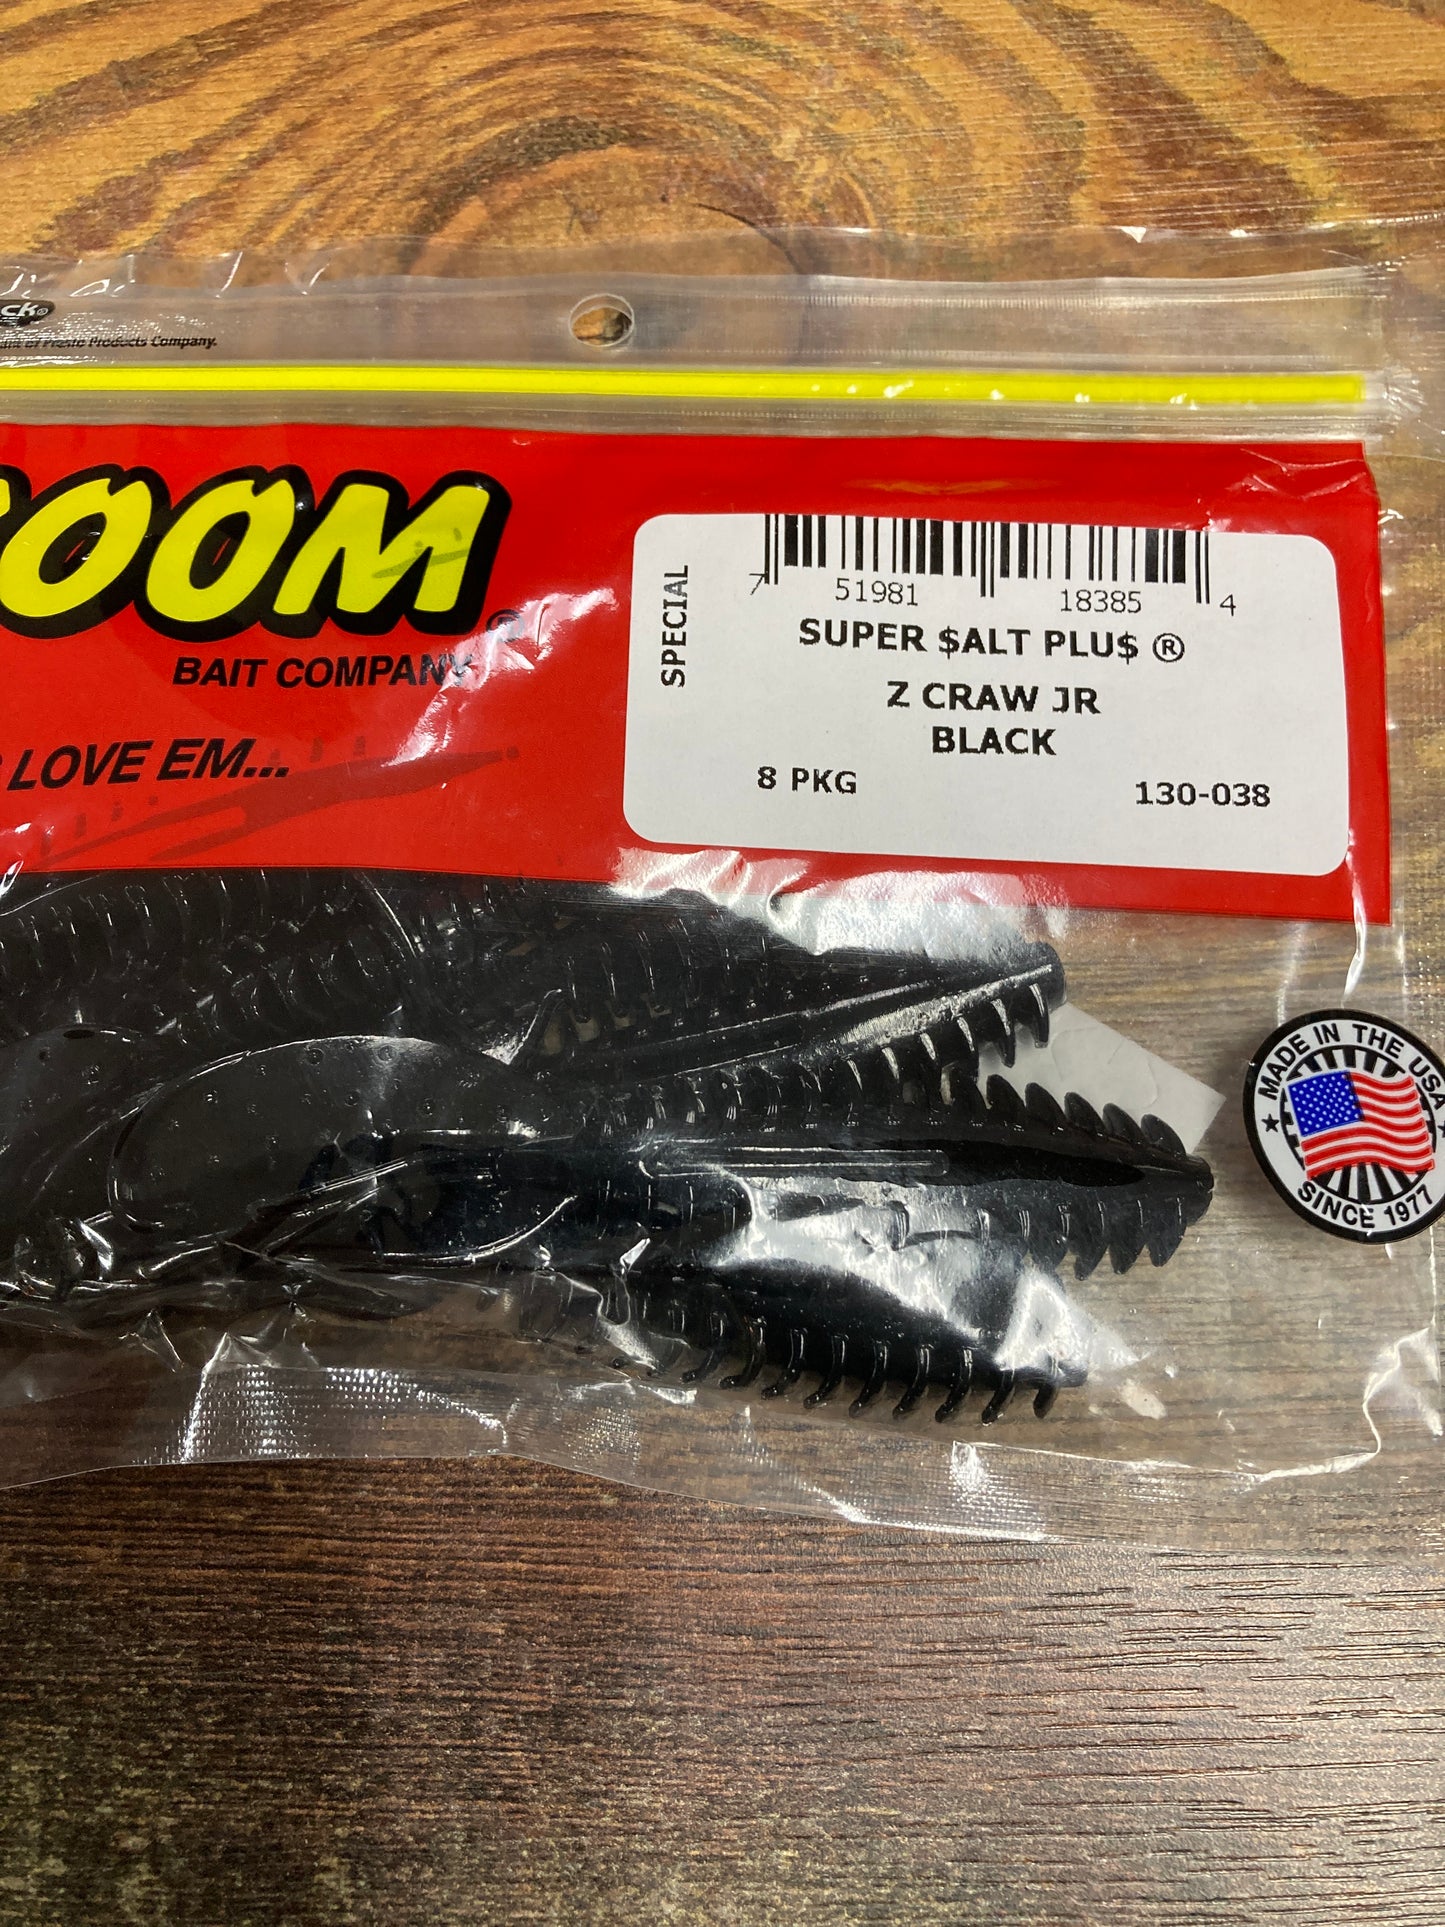 ck®
of Presto Products Company.
OOM®
BAIT COMPANY
LOVE EM...
SPECIAL
7 51981 18385 4
SUPER $ALT PLU$ ®
Z CRAW JR
BLACK
8 PKG 130-038
★ MADE IN THE USA ★
SINCE 1977